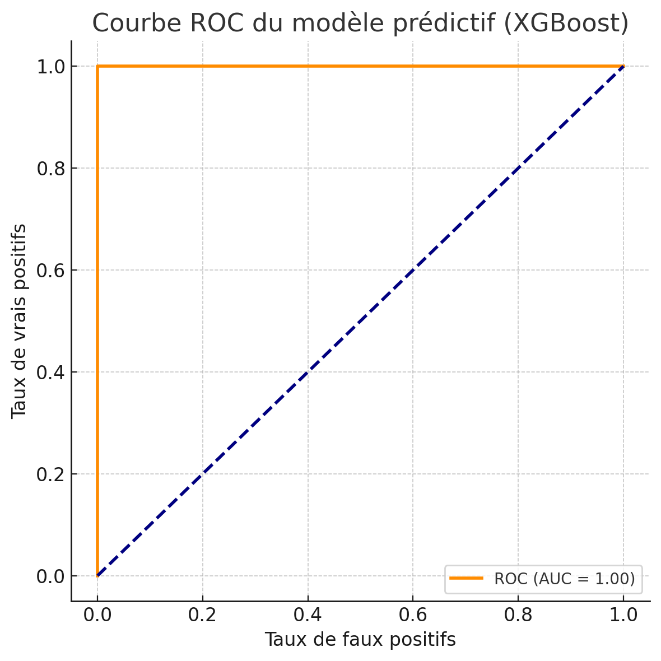 Courbe ROC du modèle prédictif (XGBoost)
Taux de vrais positifs
1.0
0.8
0.6
0.4
0.2
0.0
ROC (AUC = 1.00)
0.0 0.2 0.4 0.6 0.8 1.0
Taux de faux positifs